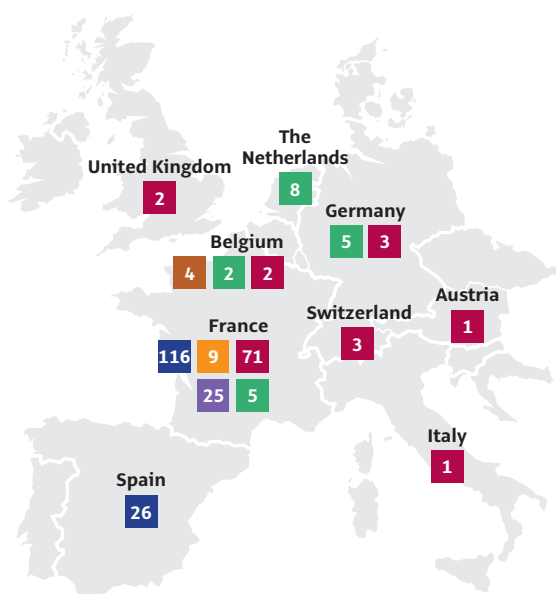 The
Netherlands
8
United Kingdom
2
Germany
5 3
Belgium
4 2 2
Austria
1
Switzerland
3
France
116 9 71
25 5
Italy
1
Spain
26